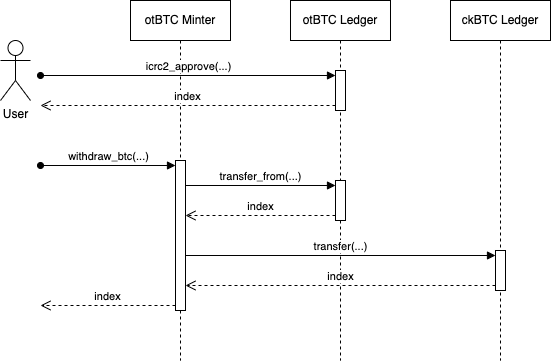 otBTC Minter
otBTC Ledger
ckBTC Ledger
icrc2_approve(...)
index
User
withdraw_btc(...)
transfer_from(...)
index
transfer(...)
index
index